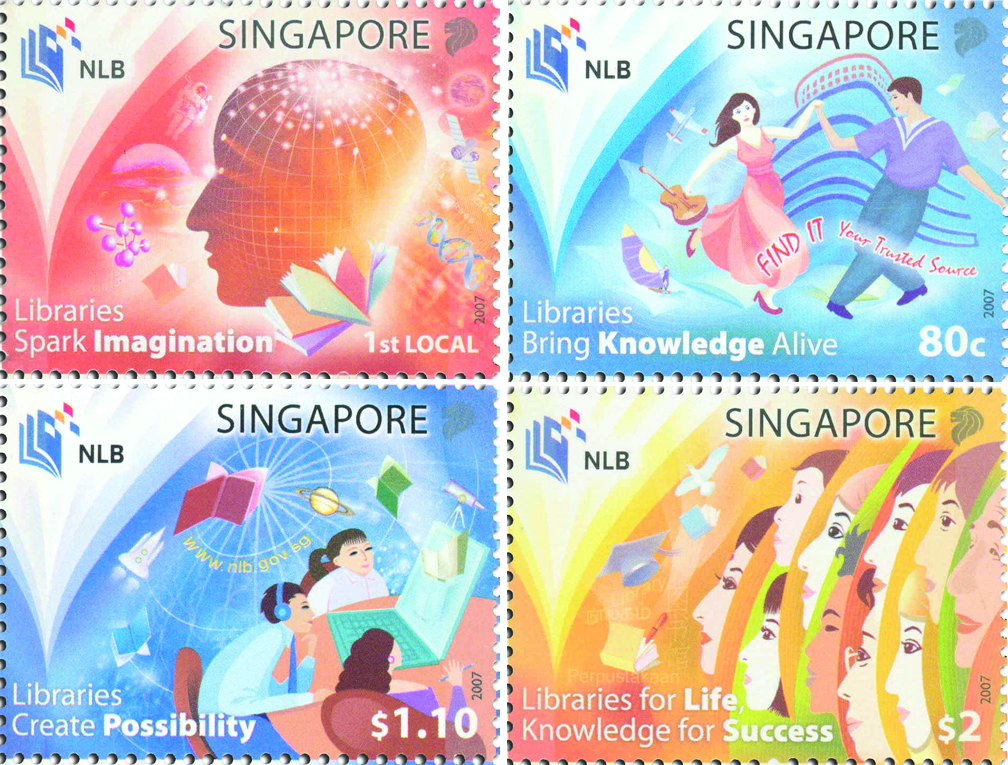 SINGAPORE
NLB
Libraries
Spark Imagination
1st LOCAL
2007
SINGAPORE
NLB
FIND IT
Your Trusted Source
Libraries
Bring Knowledge Alive
80c
2007
SINGAPORE
NLB
www.nlb.gov.sg
Libraries
Create Possibility
$1.10
2007
SINGAPORE
NLB
Library
நூலகம்
Perpustakaan
Libraries for Life,
Knowledge for Success
$2
2007